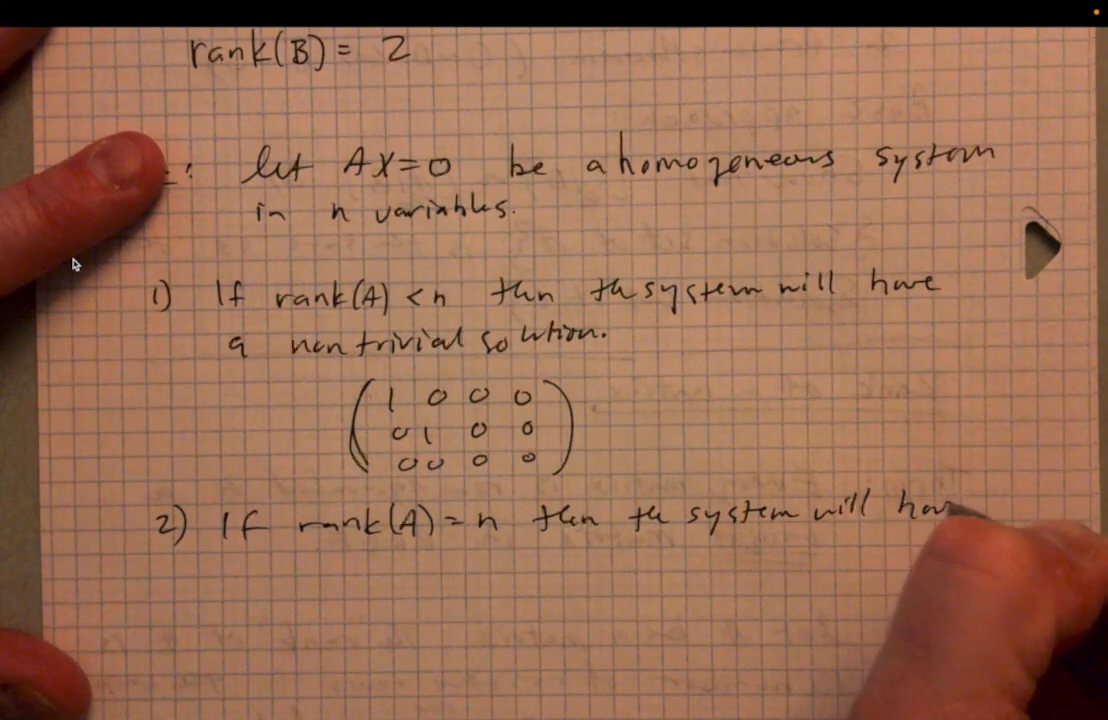 rank(B) = 2
: let AX=0 be a homogeneous system
in n variables.
1) If rank(A) < n then the system will have
a nontrivial solution.
1 0 0 0
0 1 0 0
0 0 0 0
2) If rank(A) = n then the system will hav